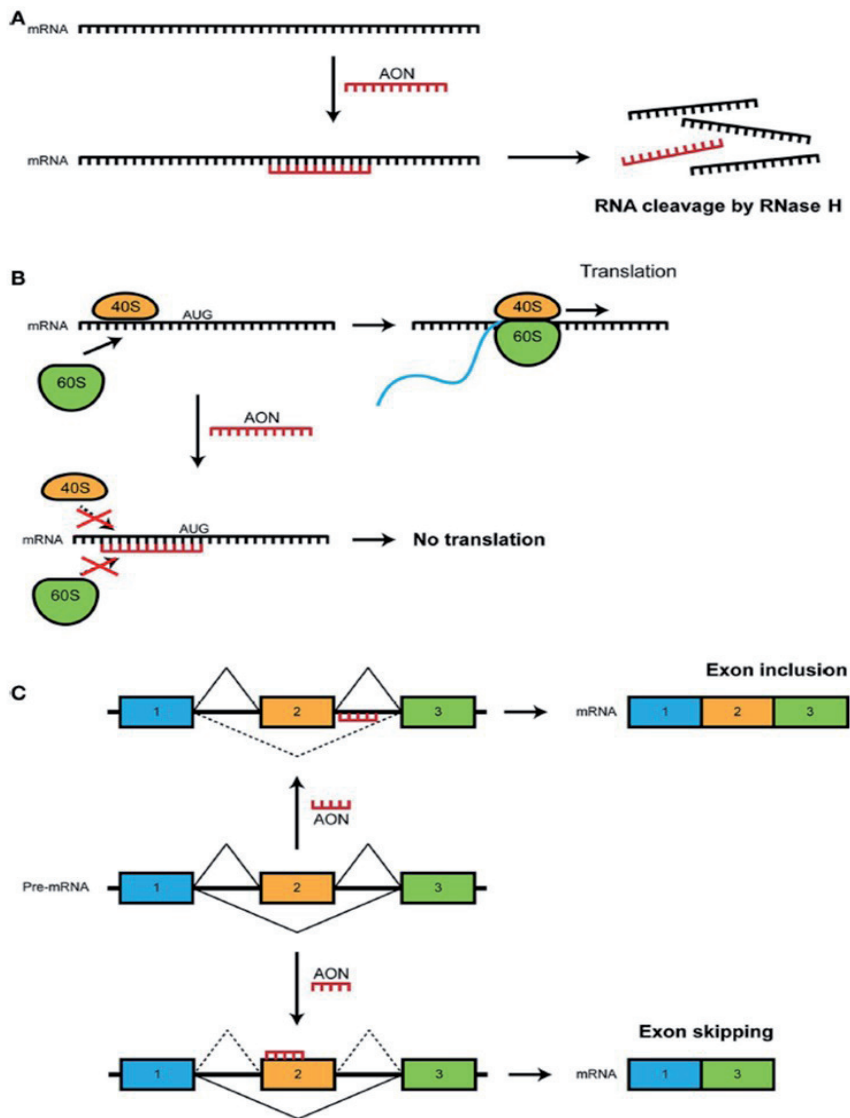 A
mRNA
AON
mRNA
RNA cleavage by RNase H
B
Translation
40S
40S
mRNA
AUG
60S
60S
AON
40S
AUG
mRNA
No translation
60S
C
Exon inclusion
1
2
3
mRNA
1
2
3
AON
Pre-mRNA
1
2
3
AON
Exon skipping
1
2
3
mRNA
1
3